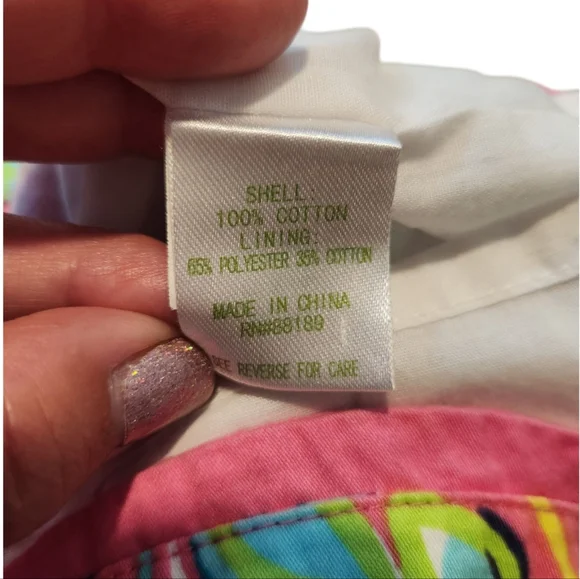 SHELL:
100% COTTON
LINING:
65% POLYESTER 35% COTTON
MADE IN CHINA
RN#88189
SEE REVERSE FOR CARE